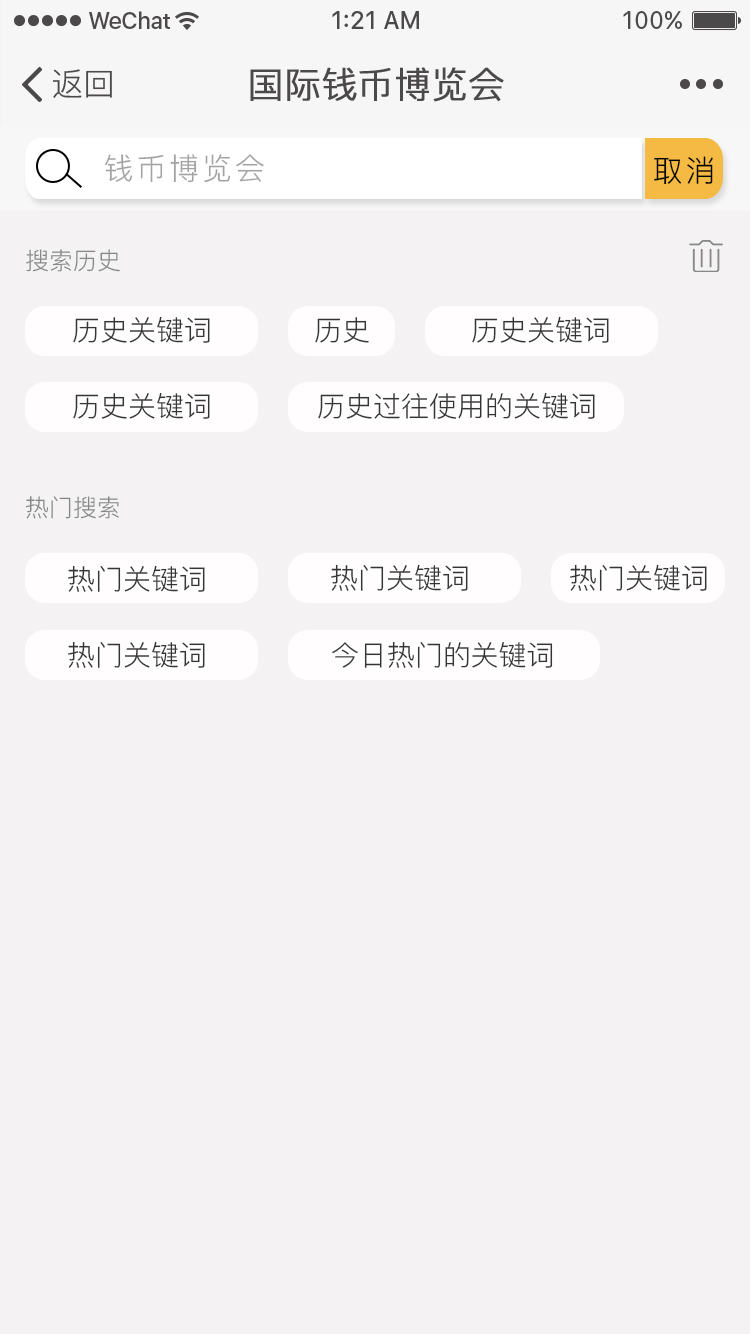 WeChat 1:21 AM 100%
返回 国际钱币博览会
钱币博览会 取消
搜索历史
历史关键词 历史 历史关键词
历史关键词 历史过往使用的关键词
热门搜索
热门关键词 热门关键词 热门关键词
热门关键词 今日热门的关键词